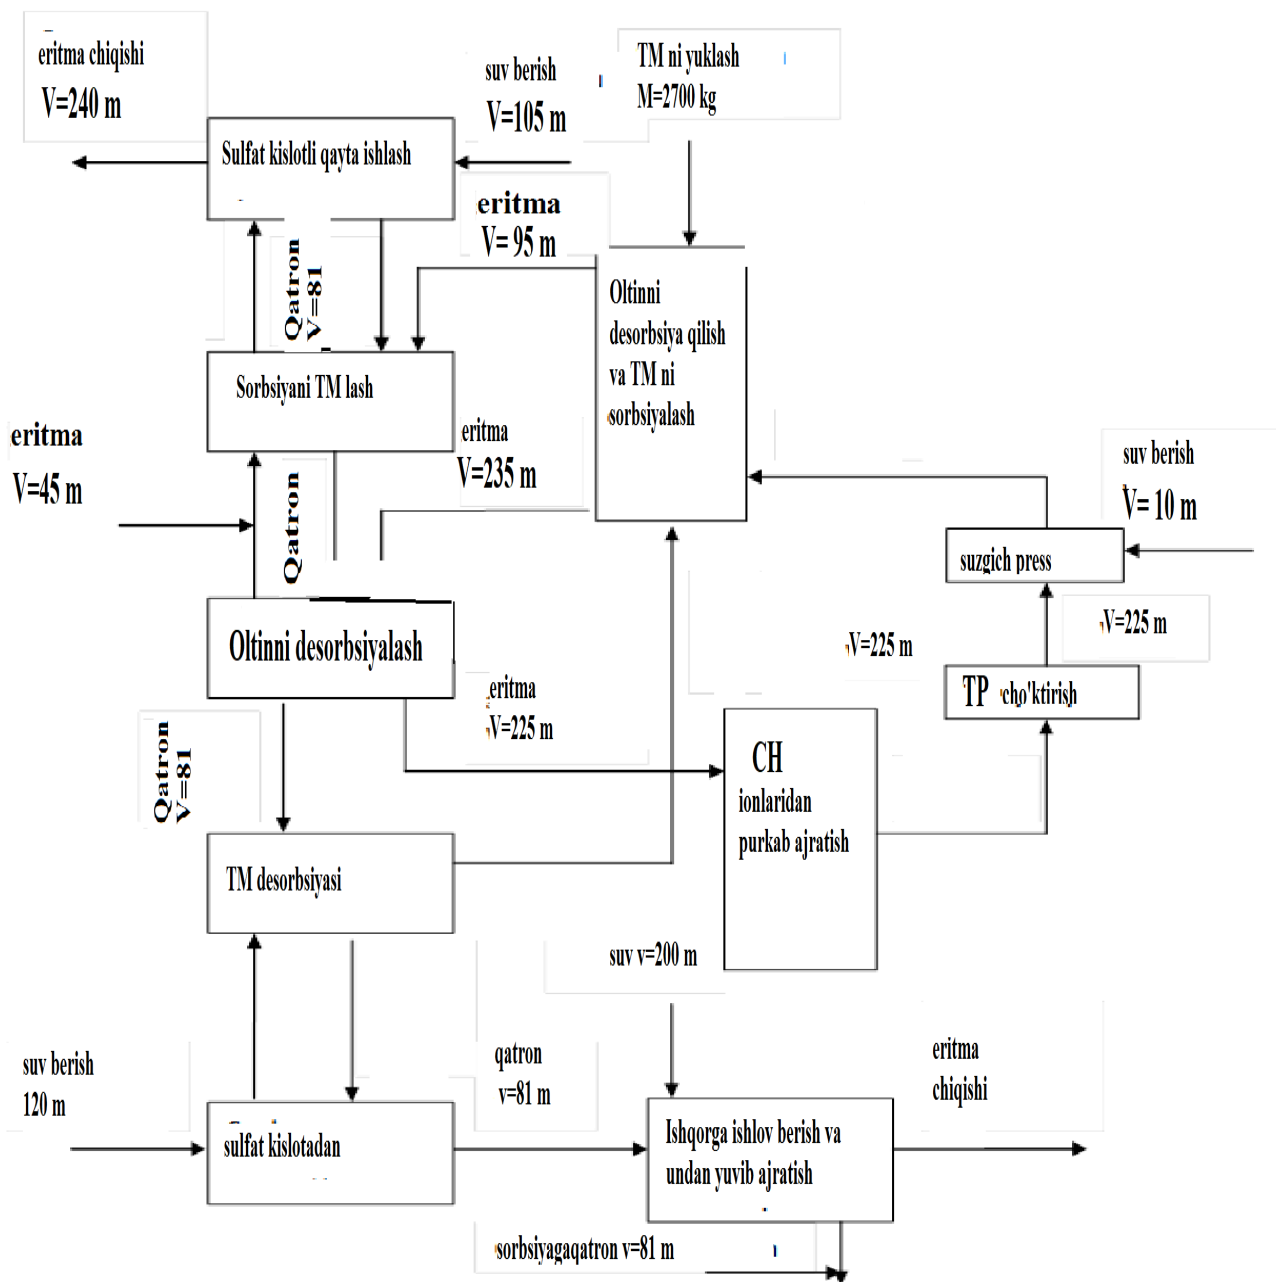 eritma chiqishi
V=240 m
suv berish
V=105 m
TM ni yuklash
M=2700 kg
Sulfat kislotli qayta ishlash
eritma
V= 95 m
Qatron
V=81
Oltinni
desorbsiya qilish
va TM ni
sorbsiyalash
Sorbsiyani TM lash
eritma
V=45 m
eritma
V=235 m
Qatron
suv berish
V= 10 m
suzgich press
V=225 m
V=225 m
TP cho'ktirish
Oltinni desorbsiyalash
eritma
V=225 m
Qatron
V=81
CH
ionlaridan
purkab ajratish
TM desorbsiyasi
suv v=200 m
suv berish
120 m
qatron
v=81 m
eritma
chiqishi
sulfat kislotadan
Ishqorga ishlov berish va
undan yuvib ajratish
sorbsiyagaqatron v=81 m